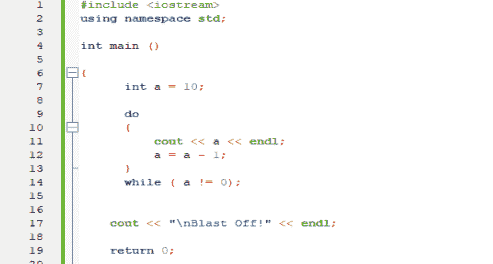 1 #include <iostream>
2 using namespace std;
3
4 int main ()
5
6 {
7 int a = 10;
8
9 do
10 {
11 cout << a << endl;
12 a = a - 1;
13 }
14 while ( a != 0);
15
16
17 cout << "\nBlast Off!" << endl;
18
19 return 0;
20